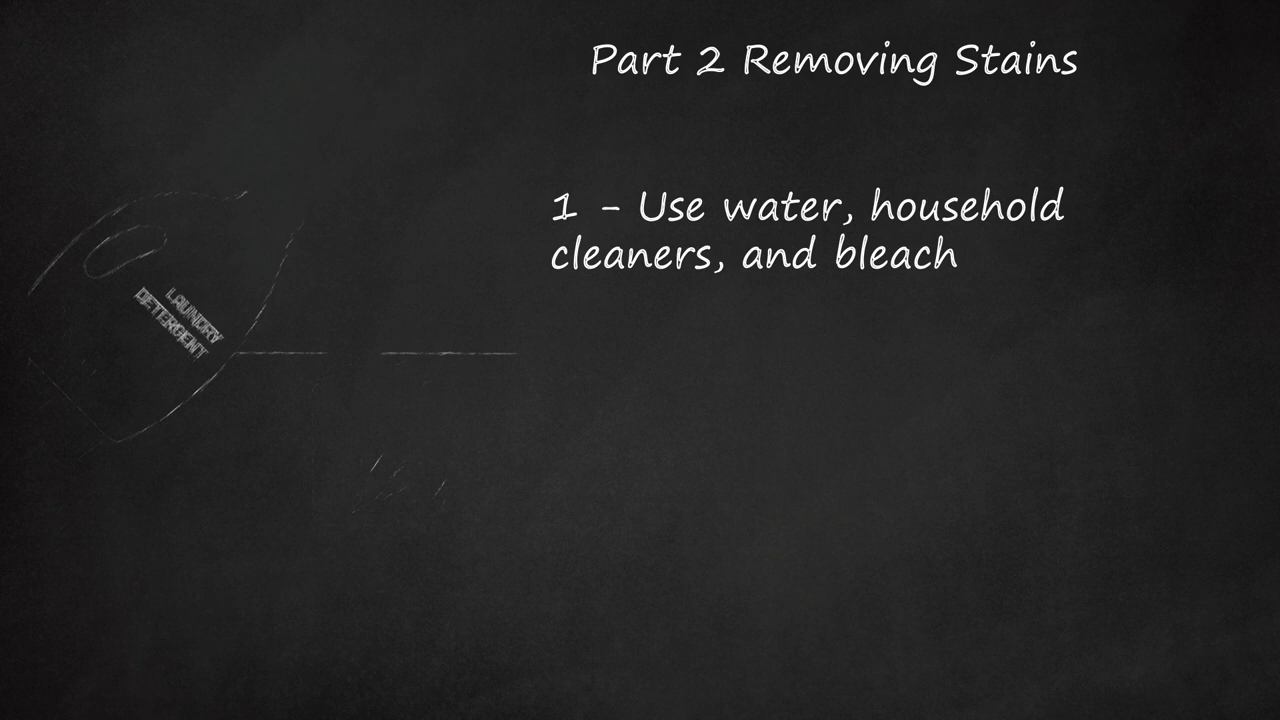 Part 2 Removing Stains
1 - Use water, household
cleaners, and bleach
LAUNDRY
DETERGENT